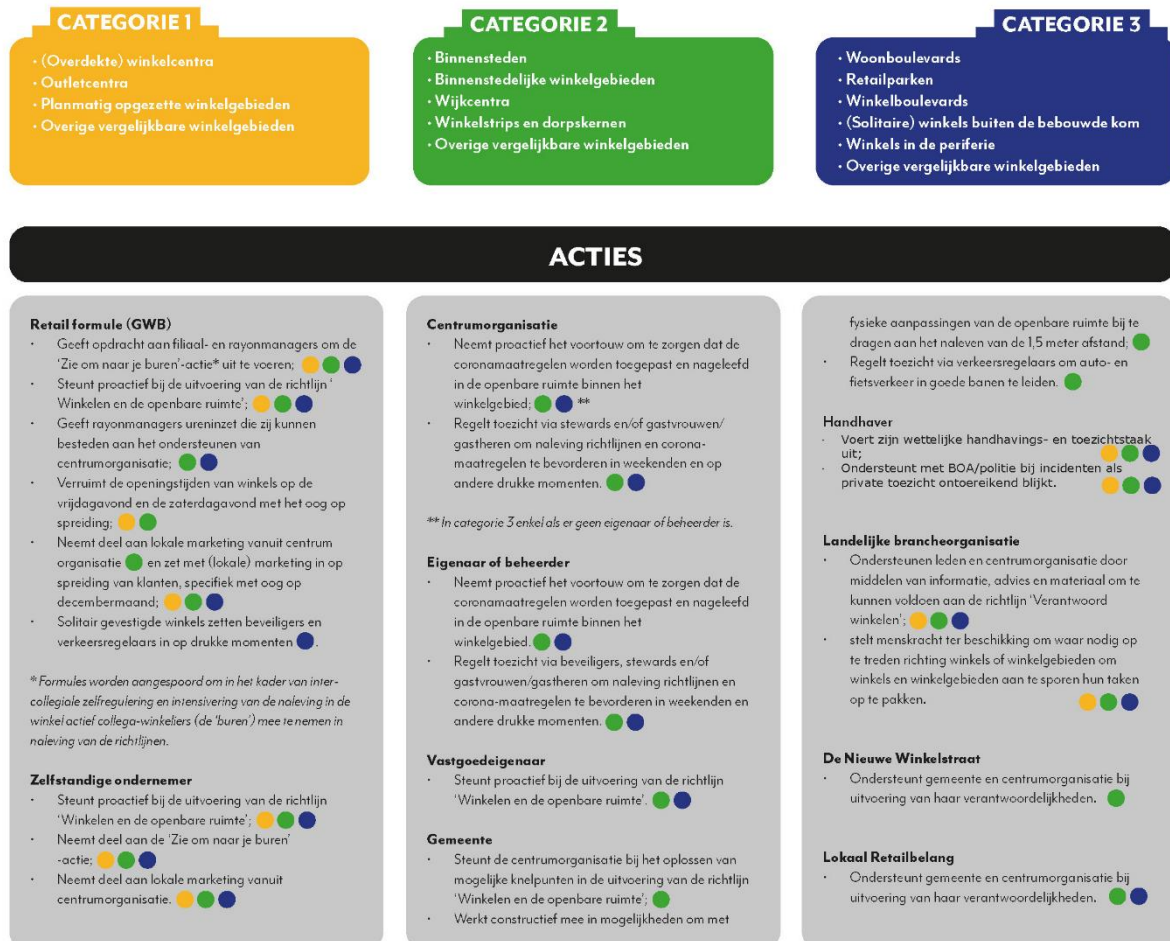 CATEGORIE 1
• (Overdekte) winkelcentra
• Outletcentra
• Planmatig opgezette winkelgebieden
• Overige vergelijkbare winkelgebieden
CATEGORIE 2
• Binnensteden
• Binnenstedelijke winkelgebieden
• Wijkcentra
• Winkelstrips en dorpskernen
• Overige vergelijkbare winkelgebieden
CATEGORIE 3
• Woonboulevards
• Retailparken
• Winkelboulevards
• (Solitaire) winkels buiten de bebouwde kom
• Winkels in de periferie
• Overige vergelijkbare winkelgebieden
ACTIES
Retail formule (GWB)
• Geeft opdracht aan filiaal- en rayonmanagers om de
'Zie om naar je buren'-actie* uit te voeren;
• Steunt proactief bij de uitvoering van de richtlijn '
Winkelen en de openbare ruimte';
• Geeft rayonmanagers ureninzet die zij kunnen
besteden aan het ondersteunen van
centrumorganisatie;
• Verruimt de openingstijden van winkels op de
vrijdagavond en de zaterdagavond met het oog op
spreiding;
• Neemt deel aan lokale marketing vanuit centrum
organisatie en zet met (lokale) marketing in op
spreiding van klanten, specifiek met oog op
decembermaand;
• Solitair gevestigde winkels zetten beveiligers en
verkeersregelaars in op drukke momenten .
* Formules worden aangespoord om in het kader van inter-
collegiale zelfregulering en intensivering van de naleving in de
winkel actief collega-winkeliers (de 'buren') mee te nemen in
naleving van de richtlijnen.
Zelfstandige ondernemer
• Steunt proactief bij de uitvoering van de richtlijn
'Winkelen en de openbare ruimte';
• Neemt deel aan de 'Zie om naar je buren'
-actie;
• Neemt deel aan lokale marketing vanuit
centrumorganisatie.
Centrumorganisatie
• Neemt proactief het voortouw om te zorgen dat de
coronamaatregelen worden toegepast en nageleefd
in de openbare ruimte binnen het
winkelgebied; **
• Regelt toezicht via stewards en/of gastvrouwen/
gastheren om naleving richtlijnen en corona-
maatregelen te bevorderen in weekenden en op
andere drukke momenten.
** In categorie 3 enkel als er geen eigenaar of beheerder is.
Eigenaar of beheerder
• Neemt proactief het voortouw om te zorgen dat de
coronamaatregelen worden toegepast en nageleefd
in de openbare ruimte binnen het
winkelgebied.
• Regelt toezicht via beveiligers, stewards en/of
gastvrouwen/gastheren om naleving richtlijnen en
corona-maatregelen te bevorderen in weekenden en
andere drukke momenten.
Vastgoedeigenaar
• Steunt proactief bij de uitvoering van de richtlijn
'Winkelen en de openbare ruimte'.
Gemeente
• Steunt de centrumorganisatie bij het oplossen van
mogelijke knelpunten in de uitvoering van de richtlijn
'Winkelen en de openbare ruimte';
• Werkt constructief mee in mogelijkheden om met
fysieke aanpassingen van de openbare ruimte bij te
dragen aan het naleven van de 1,5 meter afstand;
• Regelt toezicht via verkeersregelaars om auto- en
fietsverkeer in goede banen te leiden.
Handhaver
• Voert zijn wettelijke handhavings- en toezichtstaak
uit;
• Ondersteunt met BOA/politie bij incidenten als
private toezicht ontoereikend blijkt.
Landelijke brancheorganisatie
• Ondersteunen leden en centrumorganisatie door
middelen van informatie, advies en materiaal om te
kunnen voldoen aan de richtlijn 'Verantwoord
winkelen';
• stelt menskracht ter beschikking om waar nodig op
te treden richting winkels of winkelgebieden om
winkels en winkelgebieden aan te sporen hun taken
op te pakken.
De Nieuwe Winkelstraat
• Ondersteunt gemeente en centrumorganisatie bij
uitvoering van haar verantwoordelijkheden.
Lokaal Retailbelang
• Ondersteunt gemeente en centrumorganisatie bij
uitvoering van haar verantwoordelijkheden.